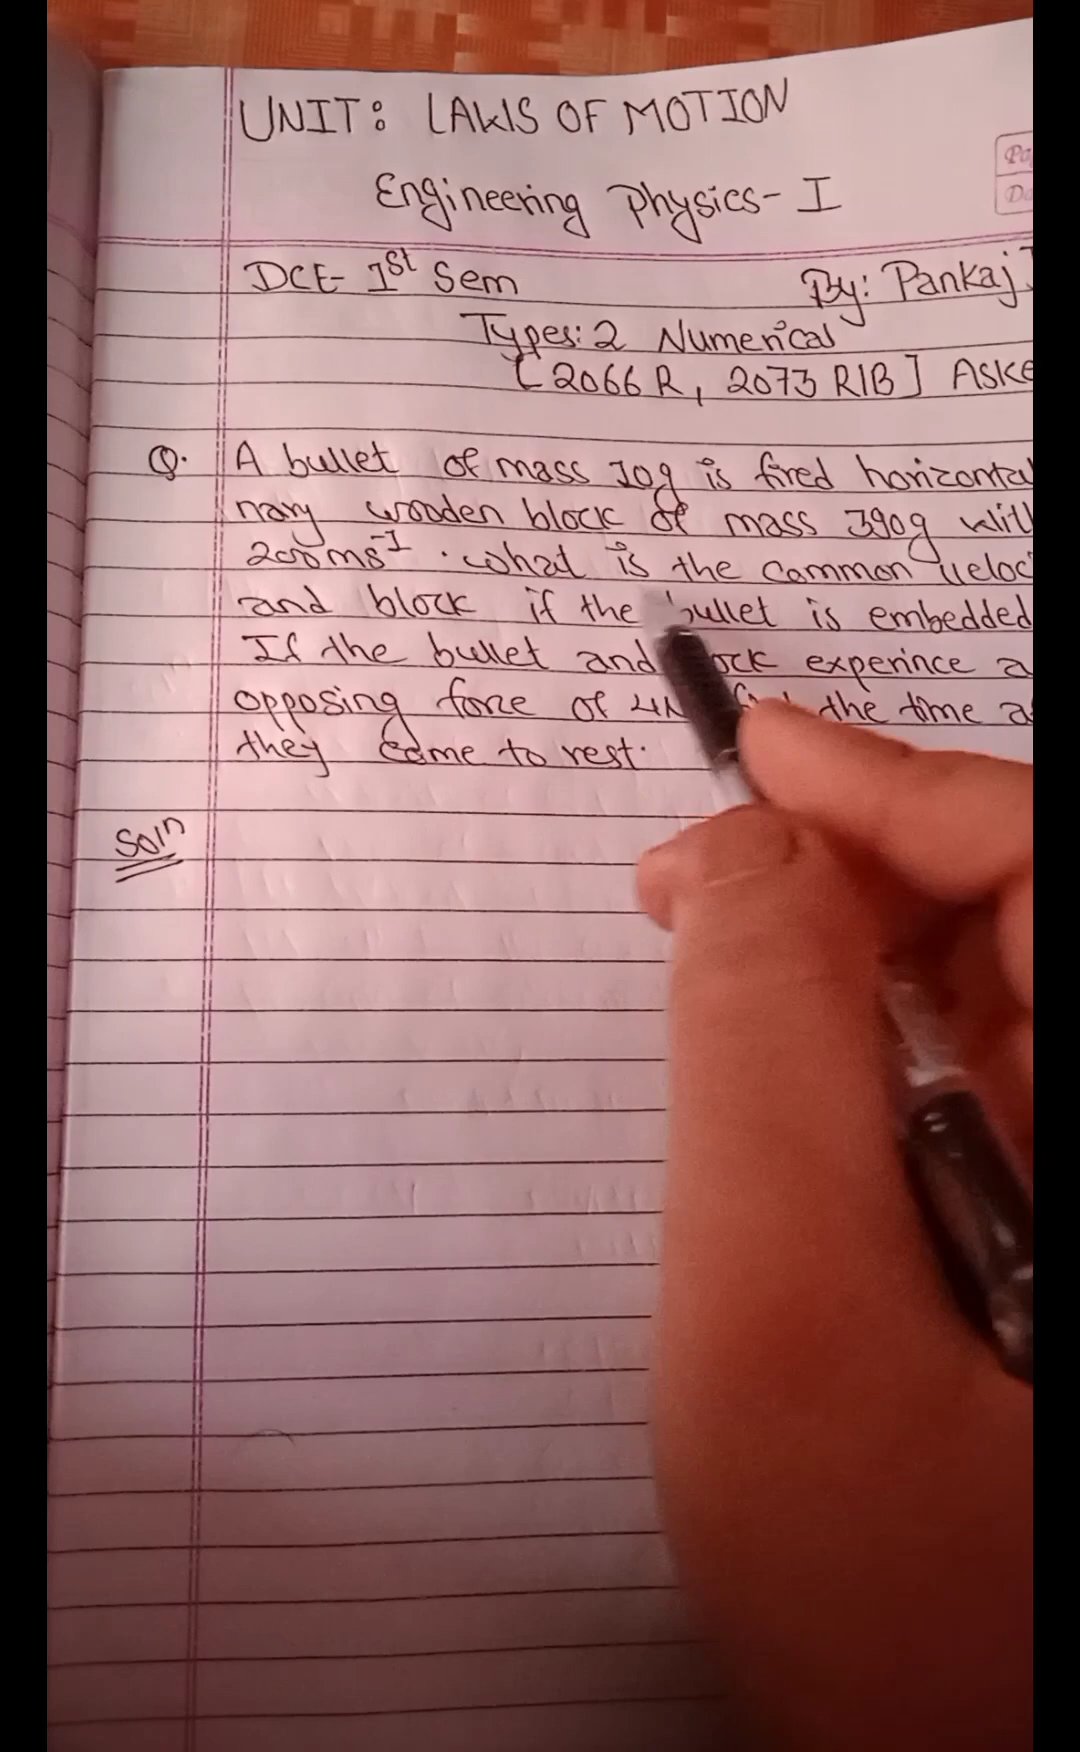 UNIT: LAWS OF MOTION
Engineering Physics-I
DCE- 1st Sem
By: Pankaj
Types: 2 Numerical
[2066 R, 2073 R/B] Aske
Q. A bullet of mass 10g is fired horizontal
nary wooden block of mass 390g with
200ms-1. What is the common veloc
and block if the bullet is embedded
If the bullet and ock experince a
opposing force of 4N the time a
they came to rest.
Soln